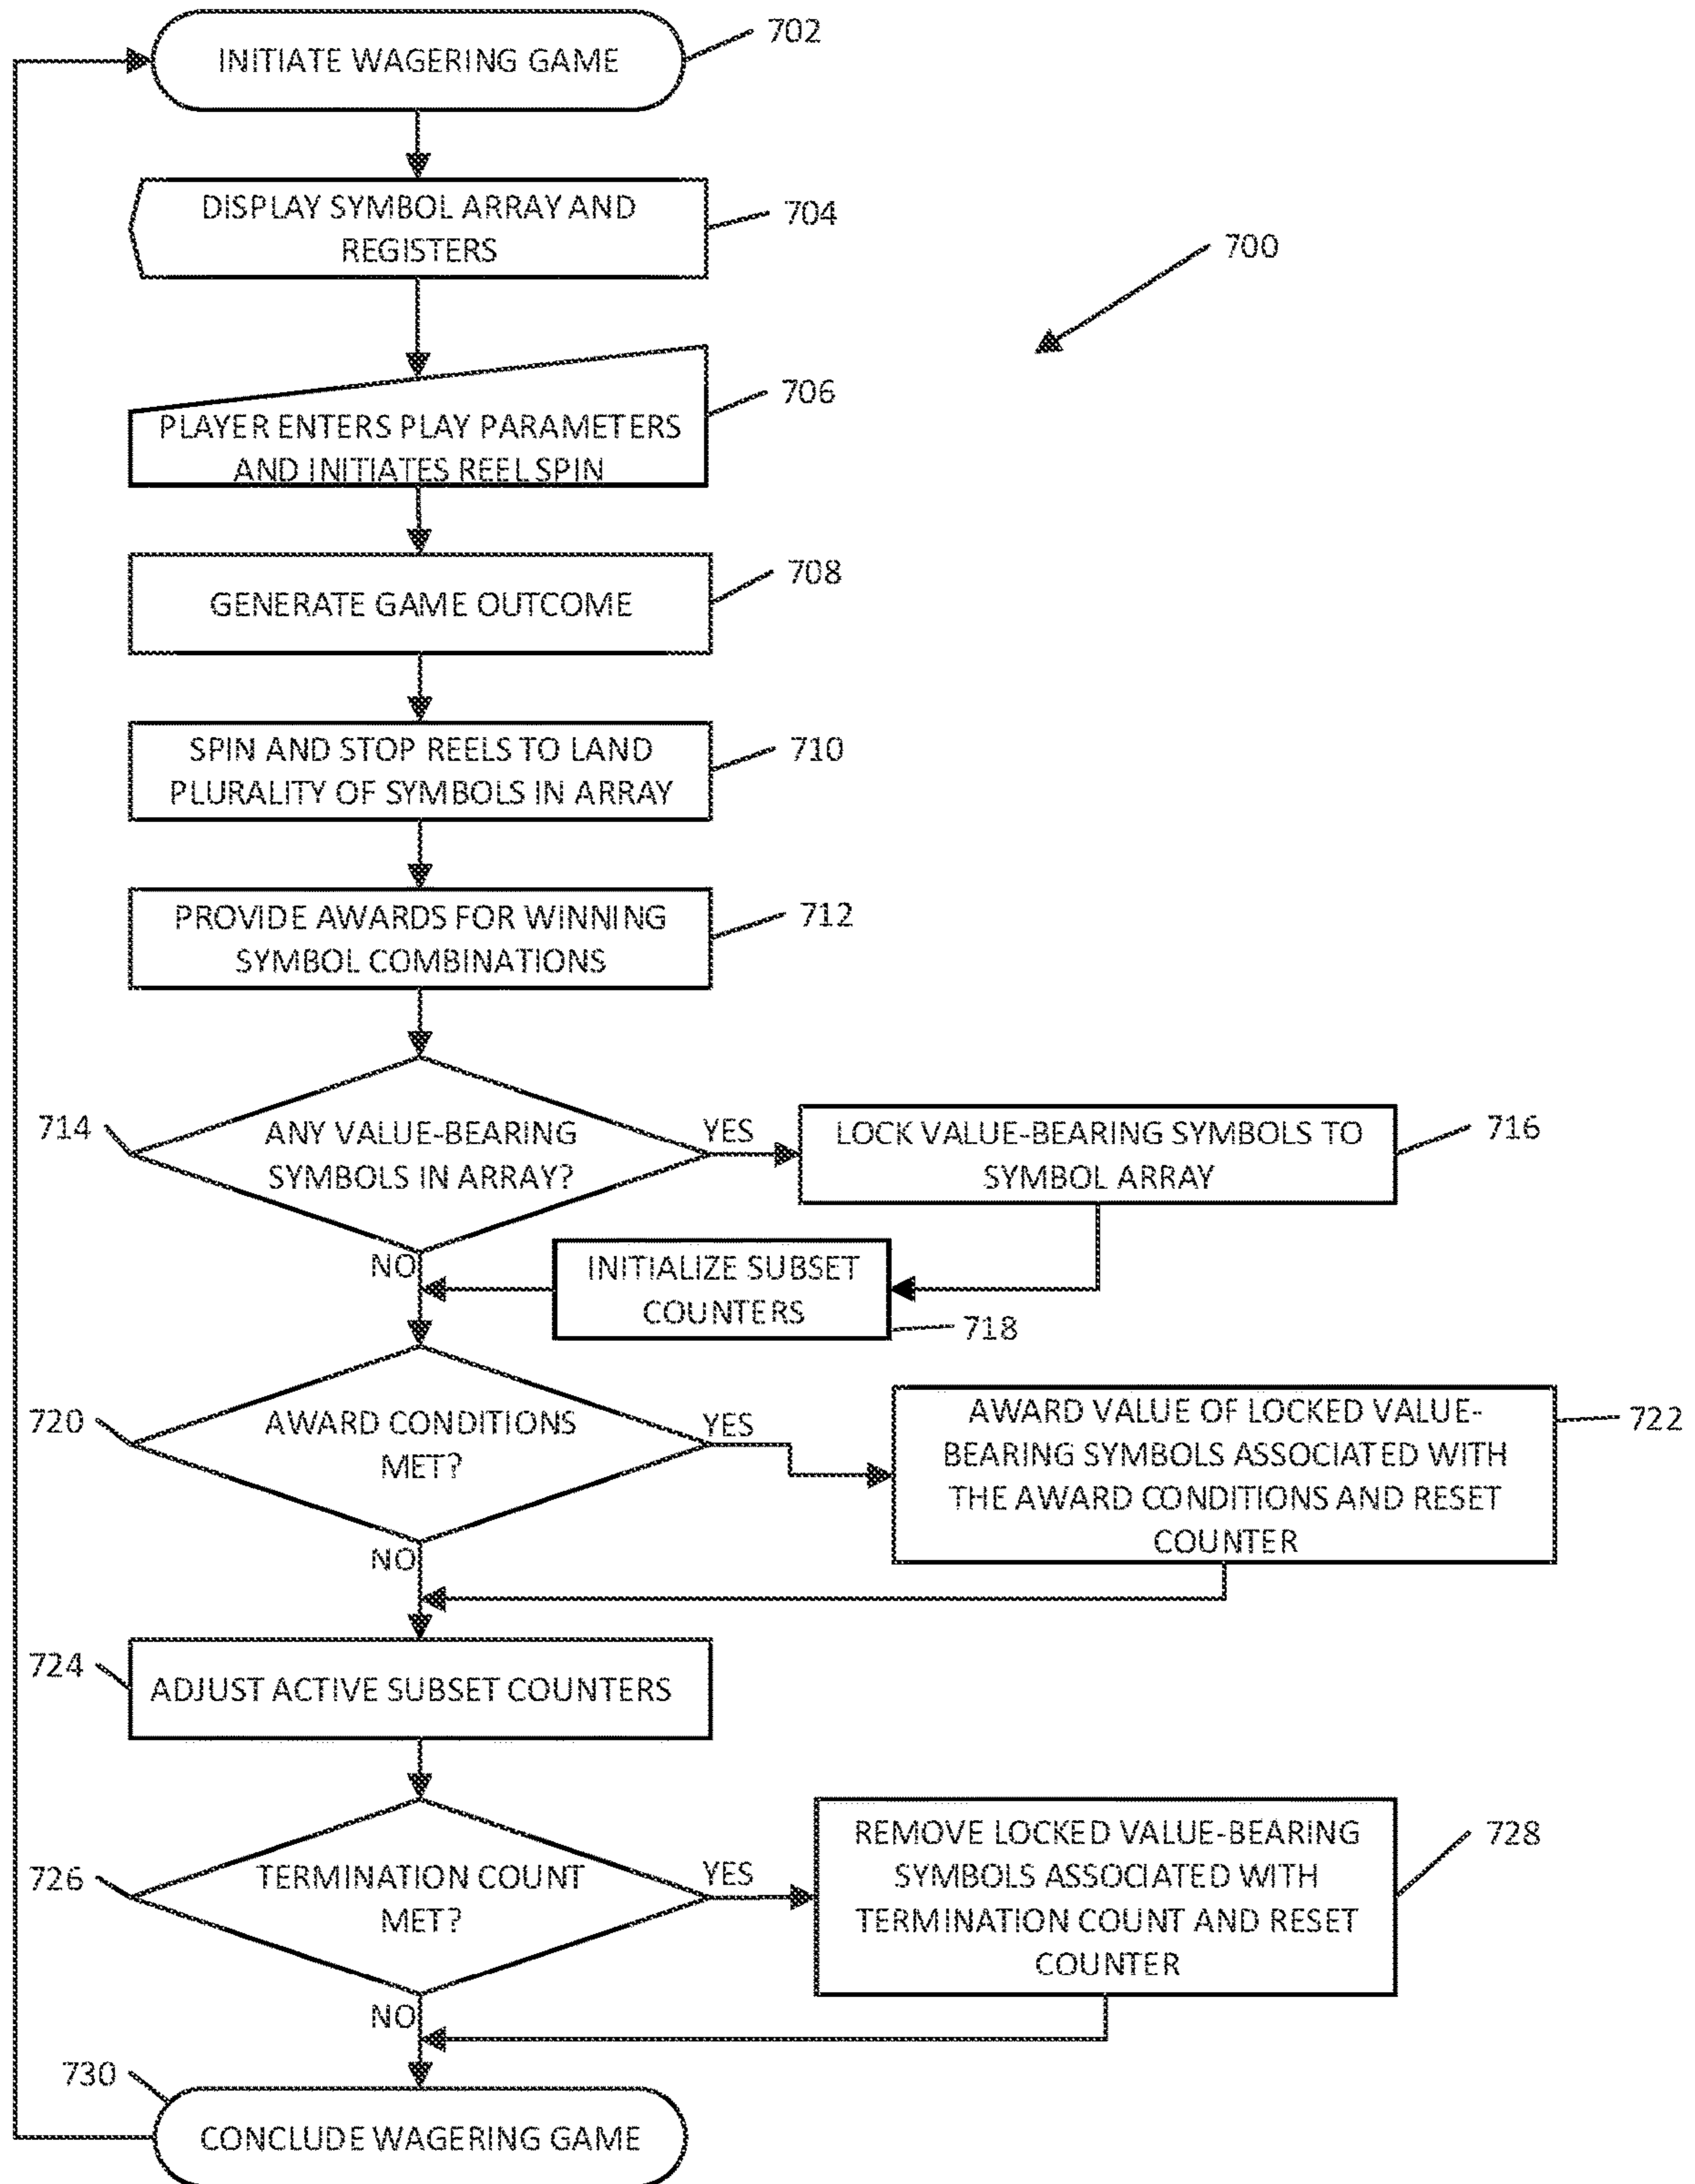 INITIATE WAGERING GAME
702
DISPLAY SYMBOL ARRAY AND
REGISTERS
704
700
PLAYER ENTERS PLAY PARAMETERS
AND INITIATES REEL SPIN
706
GENERATE GAME OUTCOME
708
SPIN AND STOP REELS TO LAND
PLURALITY OF SYMBOLS IN ARRAY
710
PROVIDE AWARDS FOR WINNING
SYMBOL COMBINATIONS
712
714
ANY VALUE-BEARING
SYMBOLS IN ARRAY?
YES
NO
LOCK VALUE-BEARING SYMBOLS TO
SYMBOL ARRAY
716
INITIALIZE SUBSET
COUNTERS
718
720
AWARD CONDITIONS
MET?
YES
NO
AWARD VALUE OF LOCKED VALUE-
BEARING SYMBOLS ASSOCIATED WITH
THE AWARD CONDITIONS AND RESET
COUNTER
722
724
ADJUST ACTIVE SUBSET COUNTERS
726
TERMINATION COUNT
MET?
YES
NO
REMOVE LOCKED VALUE-BEARING
SYMBOLS ASSOCIATED WITH
TERMINATION COUNT AND RESET
COUNTER
728
730
CONCLUDE WAGERING GAME